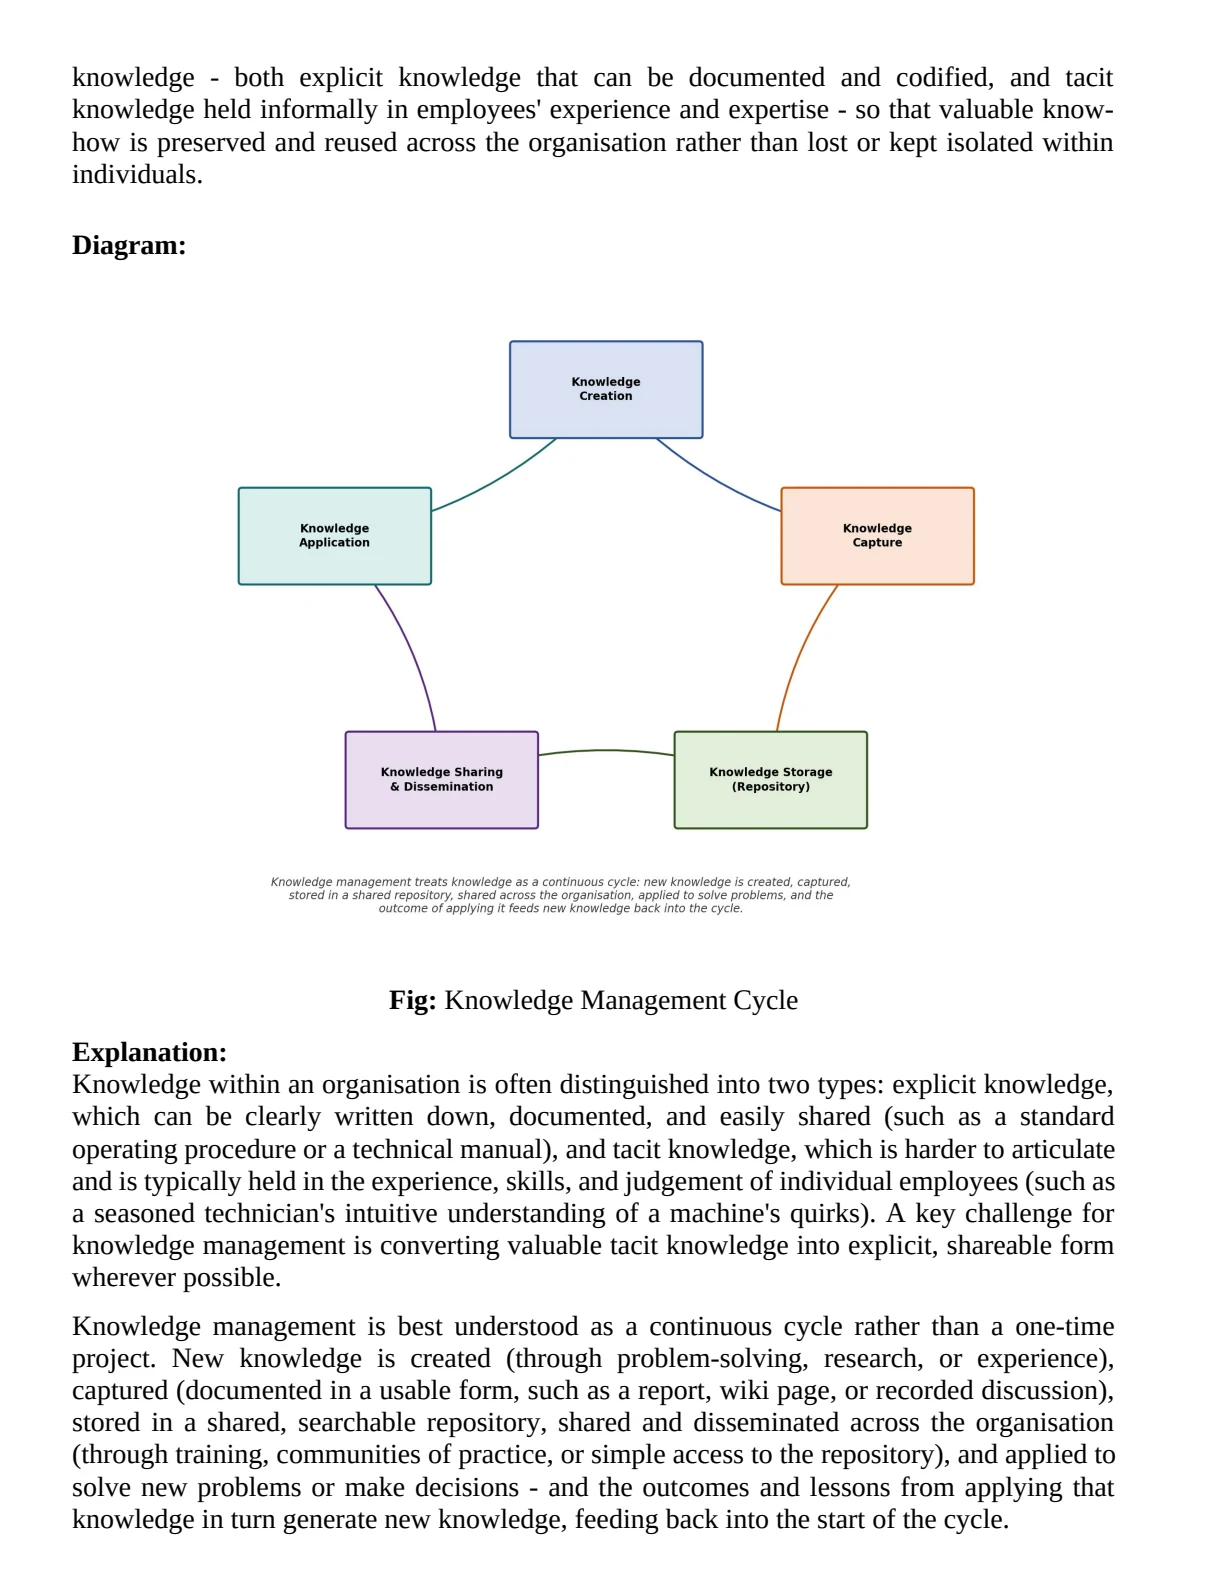 knowledge - both explicit knowledge that can be documented and codified, and tacit
knowledge held informally in employees' experience and expertise - so that valuable know-
how is preserved and reused across the organisation rather than lost or kept isolated within
individuals.
Diagram:
Knowledge
Creation
Knowledge
Application
Knowledge
Capture
Knowledge Sharing
& Dissemination
Knowledge Storage
(Repository)
Knowledge management treats knowledge as a continuous cycle: new knowledge is created, captured,
stored in a shared repository, shared across the organisation, applied to solve problems, and the
outcome of applying it feeds new knowledge back into the cycle.
Fig: Knowledge Management Cycle
Explanation:
Knowledge within an organisation is often distinguished into two types: explicit knowledge,
which can be clearly written down, documented, and easily shared (such as a standard
operating procedure or a technical manual), and tacit knowledge, which is harder to articulate
and is typically held in the experience, skills, and judgement of individual employees (such as
a seasoned technician's intuitive understanding of a machine's quirks). A key challenge for
knowledge management is converting valuable tacit knowledge into explicit, shareable form
wherever possible.
Knowledge management is best understood as a continuous cycle rather than a one-time
project. New knowledge is created (through problem-solving, research, or experience),
captured (documented in a usable form, such as a report, wiki page, or recorded discussion),
stored in a shared, searchable repository, shared and disseminated across the organisation
(through training, communities of practice, or simple access to the repository), and applied to
solve new problems or make decisions - and the outcomes and lessons from applying that
knowledge in turn generate new knowledge, feeding back into the start of the cycle.